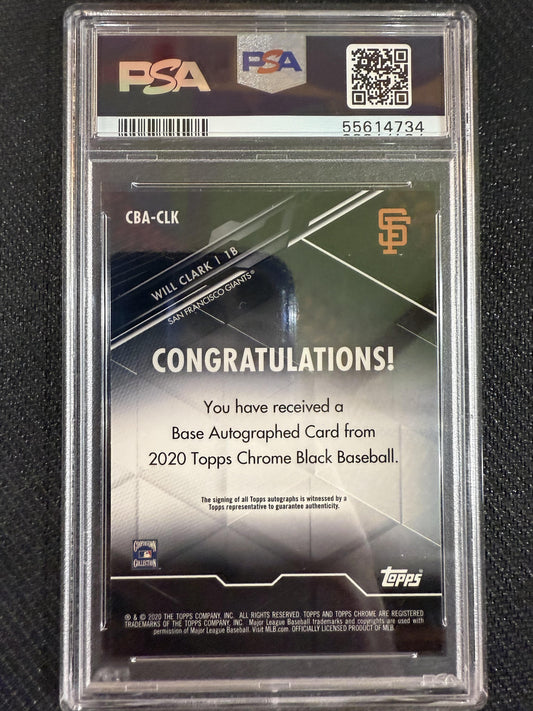 PSA PSA
55614734
CBA-CLK
SF
WILL CLARK | 1B
SAN FRANCISCO GIANTS®
CONGRATULATIONS!
You have received a
Base Autographed Card from
2020 Topps Chrome Black Baseball.
The signing of all Topps autographs is witnessed by a
Topps representative to guarantee authenticity.
COOPERSTOWN
COLLECTION
Topps
® & © 2020 THE TOPPS COMPANY, INC. ALL RIGHTS RESERVED. TOPPS AND TOPPS CHROME ARE REGISTERED
TRADEMARKS OF THE TOPPS COMPANY, INC. Major League Baseball trademarks and copyrights are used with
permission of Major League Baseball. Visit MLB.com. OFFICIALLY LICENSED PRODUCT OF MLB.
PSA